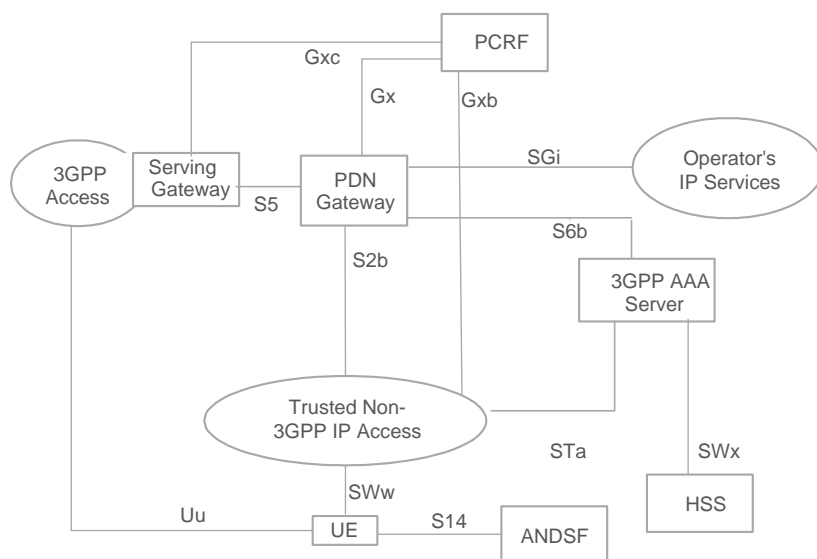 PCRF
Gxc
Gx
Gxb
SGi
Operator's
IP Services
3GPP
Access
Serving
Gateway
PDN
Gateway
S5
S6b
S2b
3GPP AAA
Server
Trusted Non-
3GPP IP Access
STa
SWx
SWw
HSS
Uu
UE
S14
ANDSF